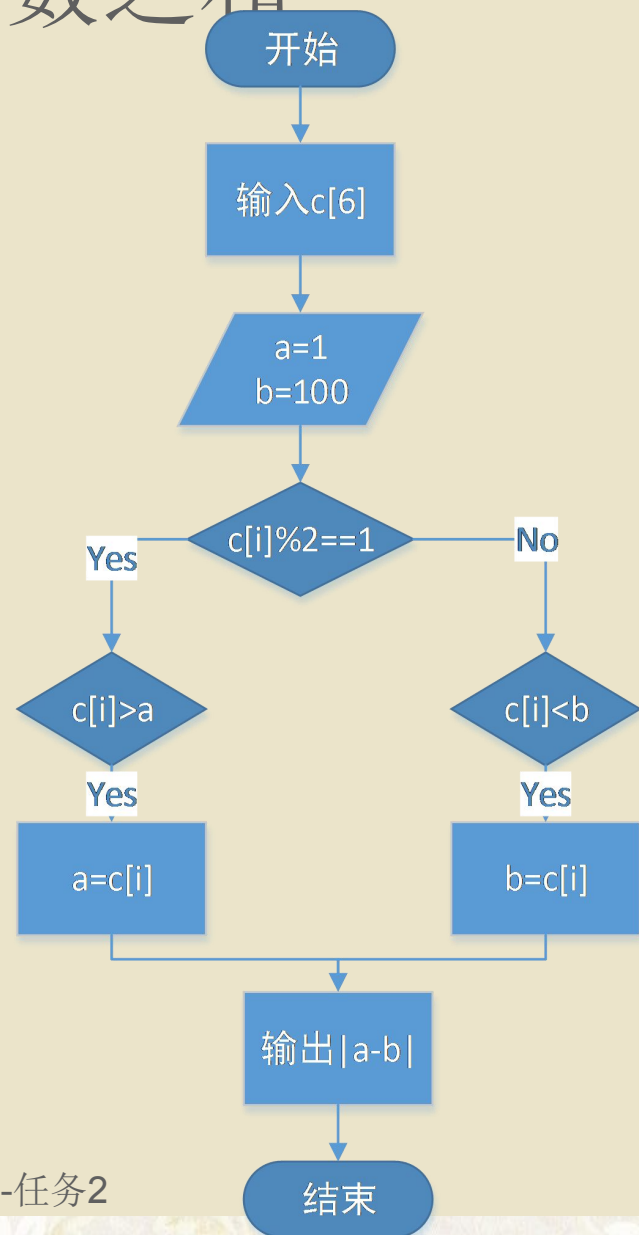 开始
输入c[6]
a=1
b=100
c[i]%2==1
Yes
No
c[i]>a
c[i]<b
Yes
Yes
a=c[i]
b=c[i]
输出|a-b|
-任务2
结束